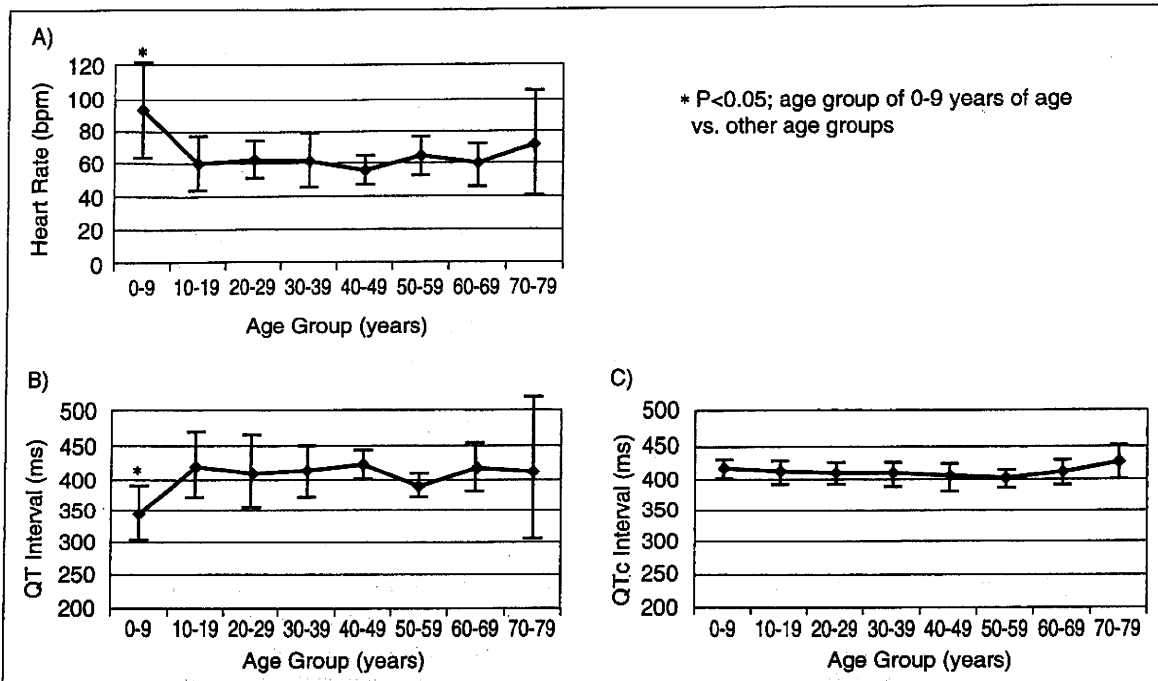 A)
*
120
100
80
60
40
20
0
Heart Rate (bpm)
0-9 10-19 20-29 30-39 40-49 50-59 60-69 70-79
Age Group (years)
* P<0.05; age group of 0-9 years of age
vs. other age groups
B)
500
450
400
350
300
250
200
QT Interval (ms)
*
0-9 10-19 20-29 30-39 40-49 50-59 60-69 70-79
Age Group (years)
C)
500
450
400
350
300
250
200
QTc Interval (ms)
0-9 10-19 20-29 30-39 40-49 50-59 60-69 70-79
Age Group (years)